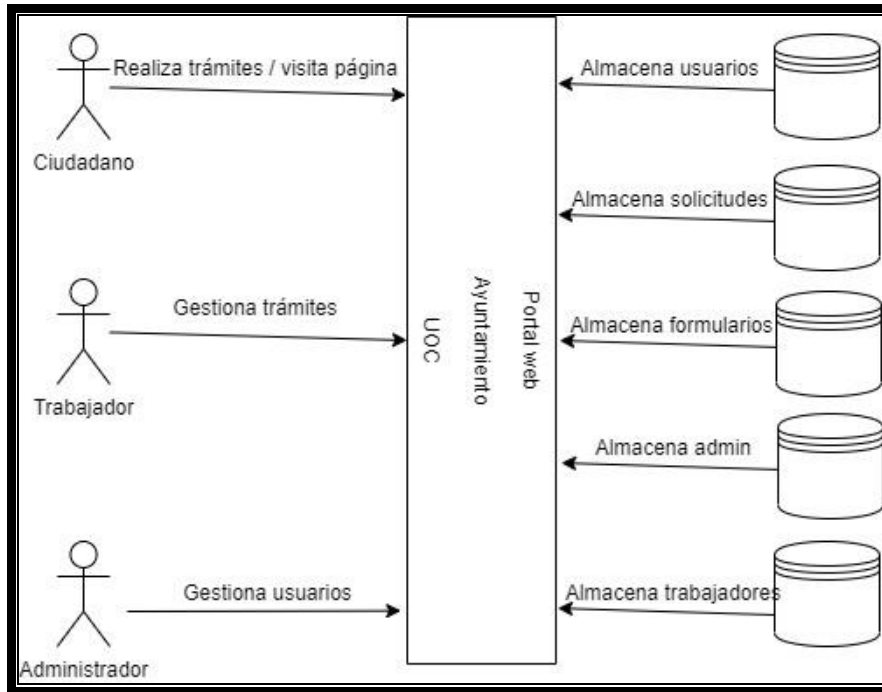 Realiza trámites / visita página
Ciudadano
Gestiona trámites
Trabajador
Gestiona usuarios
Administrador
Portal web
Ayuntamiento
UOC
Almacena usuarios
Almacena solicitudes
Almacena formularios
Almacena admin
Almacena trabajadores